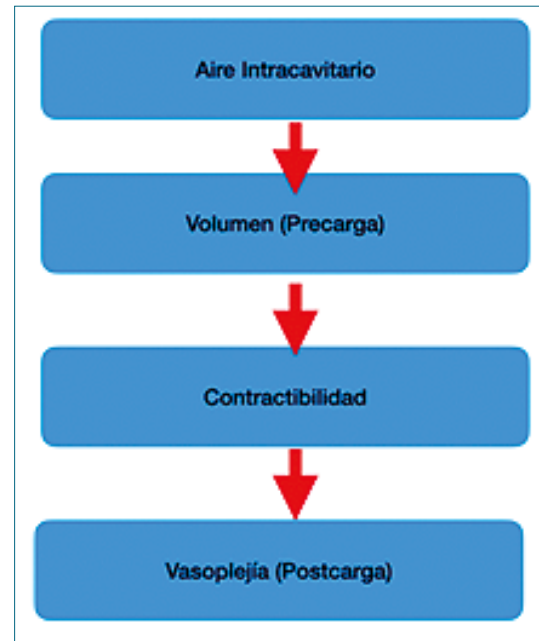 Aire Intracavitario
Volumen (Precarga)
Contractibilidad
Vasoplejía (Postcarga)